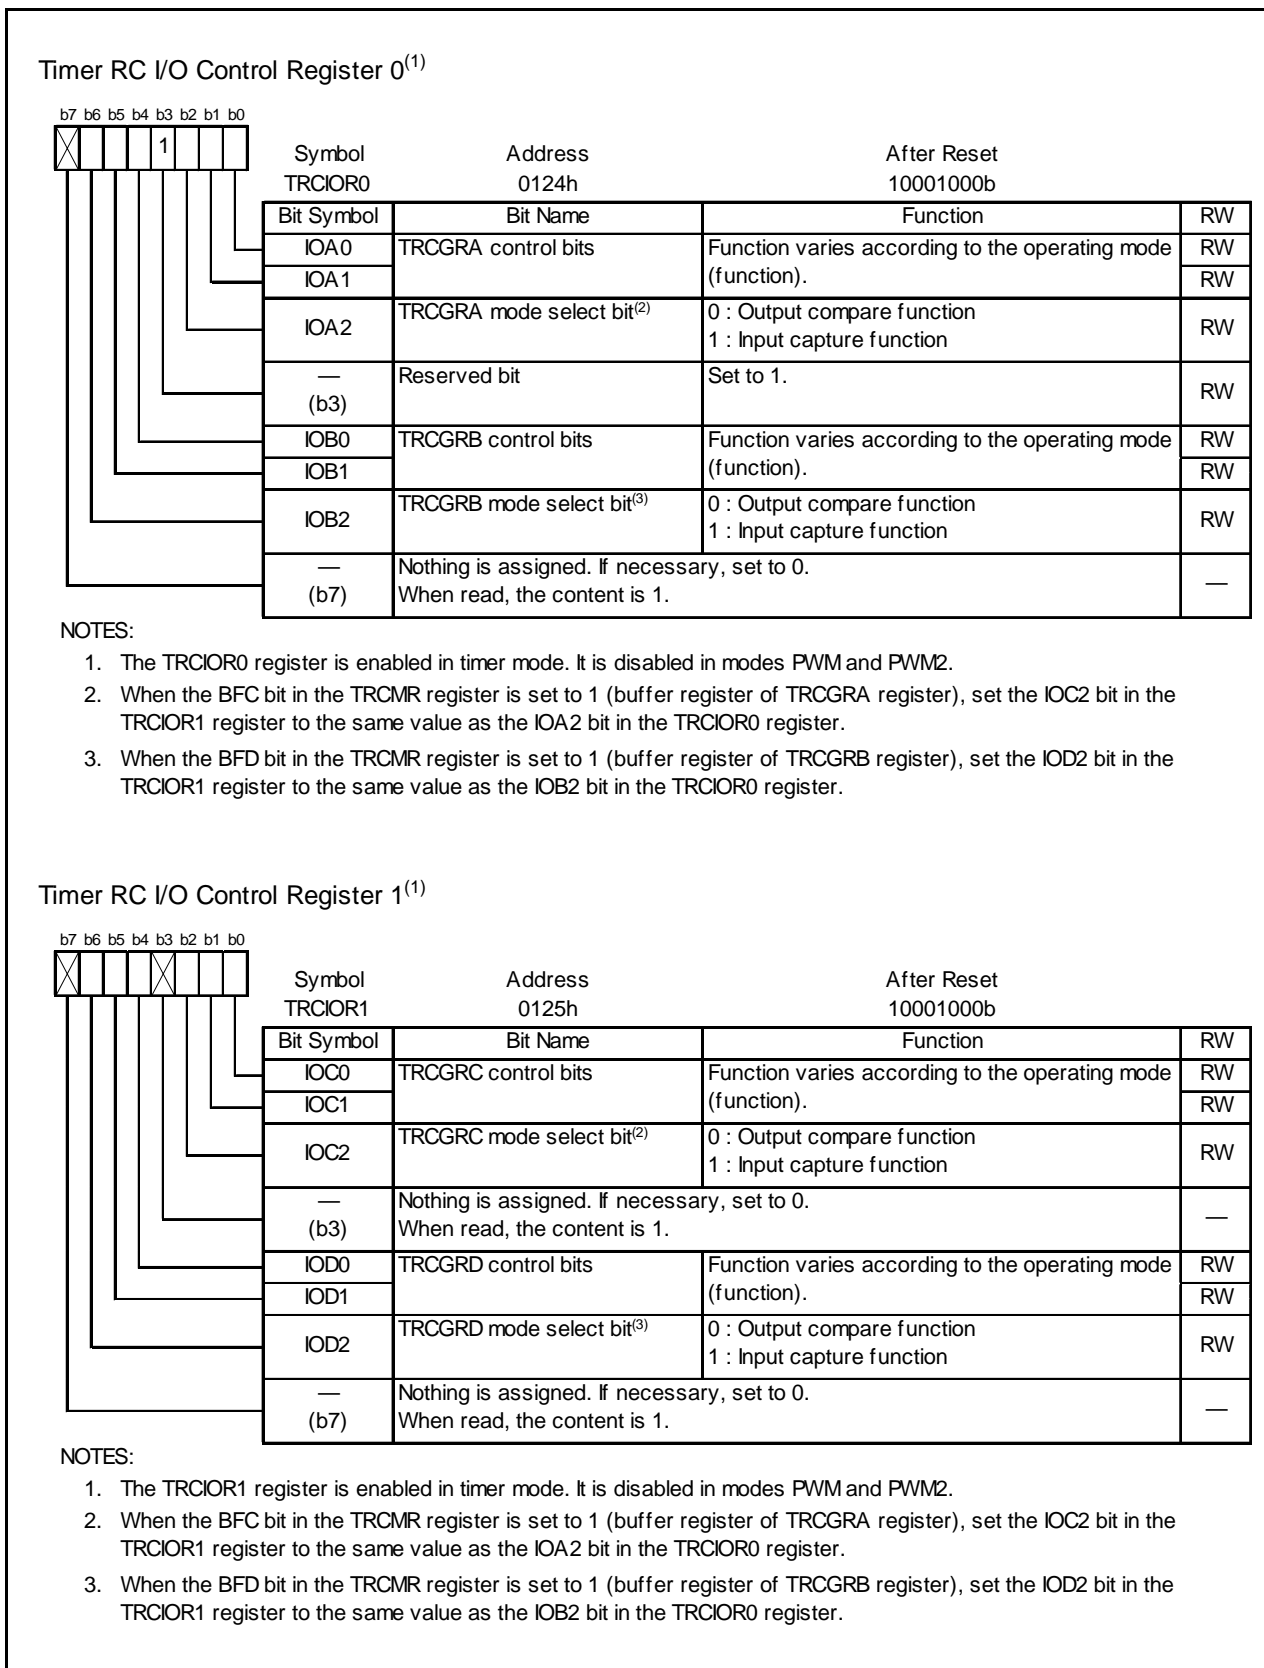 Timer RC I/O Control Register 0(1)
b7 b6 b5 b4 b3 b2 b1 b0
1
Symbol Address After Reset
TRCIOR0 0124h 10001000b
Bit Symbol Bit Name Function RW
IOA0 TRCGRA control bits Function varies according to the operating mode RW
IOA1 (function). RW
IOA2 TRCGRA mode select bit(2) 0 : Output compare function RW
1 : Input capture function
— Reserved bit Set to 1. RW
(b3)
IOB0 TRCGRB control bits Function varies according to the operating mode RW
IOB1 (function). RW
IOB2 TRCGRB mode select bit(3) 0 : Output compare function RW
1 : Input capture function
— Nothing is assigned. If necessary, set to 0. —
(b7) When read, the content is 1.
NOTES:
1. The TRCIOR0 register is enabled in timer mode. It is disabled in modes PWM and PWM2.
2. When the BFC bit in the TRCMR register is set to 1 (buffer register of TRCGRA register), set the IOC2 bit in the
TRCIOR1 register to the same value as the IOA2 bit in the TRCIOR0 register.
3. When the BFD bit in the TRCMR register is set to 1 (buffer register of TRCGRB register), set the IOD2 bit in the
TRCIOR1 register to the same value as the IOB2 bit in the TRCIOR0 register.
Timer RC I/O Control Register 1(1)
b7 b6 b5 b4 b3 b2 b1 b0
Symbol Address After Reset
TRCIOR1 0125h 10001000b
Bit Symbol Bit Name Function RW
IOC0 TRCGRC control bits Function varies according to the operating mode RW
IOC1 (function). RW
IOC2 TRCGRC mode select bit(2) 0 : Output compare function RW
1 : Input capture function
— Nothing is assigned. If necessary, set to 0. —
(b3) When read, the content is 1.
IOD0 TRCGRD control bits Function varies according to the operating mode RW
IOD1 (function). RW
IOD2 TRCGRD mode select bit(3) 0 : Output compare function RW
1 : Input capture function
— Nothing is assigned. If necessary, set to 0. —
(b7) When read, the content is 1.
NOTES:
1. The TRCIOR1 register is enabled in timer mode. It is disabled in modes PWM and PWM2.
2. When the BFC bit in the TRCMR register is set to 1 (buffer register of TRCGRA register), set the IOC2 bit in the
TRCIOR1 register to the same value as the IOA2 bit in the TRCIOR0 register.
3. When the BFD bit in the TRCMR register is set to 1 (buffer register of TRCGRB register), set the IOD2 bit in the
TRCIOR1 register to the same value as the IOB2 bit in the TRCIOR0 register.